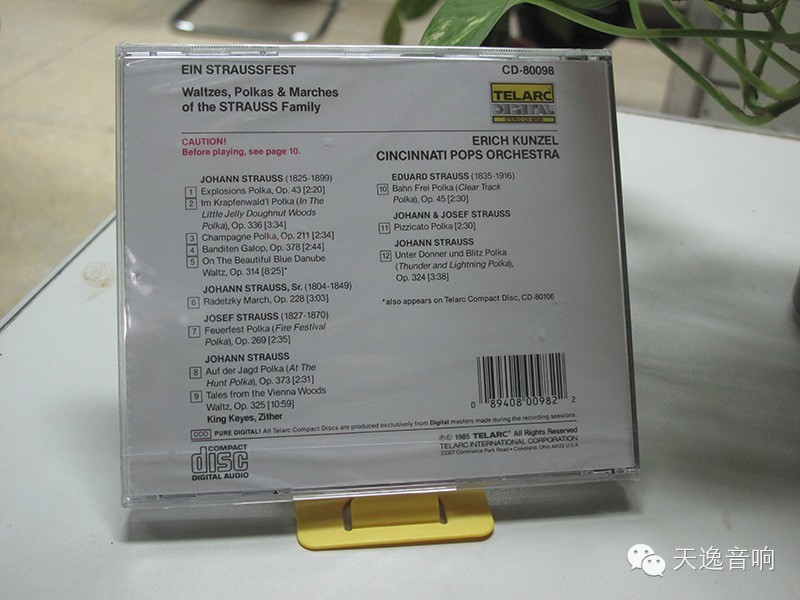 EIN STRAUSSFEST
CD-80098
Waltzes, Polkas & Marches
of the STRAUSS Family
TELARC
DIGITAL
CAUTION!
Before playing, see page 10.
ERICH KUNZEL
CINCINNATI POPS ORCHESTRA
JOHANN STRAUSS (1825-1899)
1 Explosions Polka, Op. 43 [2:20]
2 Im Krapfenwald'l Polka (In The
Little Jelly Doughnut Woods
Polka), Op. 336 [3:34]
3 Champagne Polka, Op. 211 [2:34]
4 Banditen Galop, Op. 378 [2:44]
5 On The Beautiful Blue Danube
Waltz, Op. 314 [8:25]*
JOHANN STRAUSS, Sr. (1804-1849)
6 Radetzky March, Op. 228 [3:03]
JOSEF STRAUSS (1827-1870)
7 Feuerfest Polka (Fire Festival
Polka), Op. 269 [2:35]
JOHANN STRAUSS
8 Auf der Jagd Polka (At The
Hunt Polka), Op. 373 [2:31]
9 Tales from the Vienna Woods
Waltz, Op. 325 [10:59]
King Keyes, Zither
EDUARD STRAUSS (1835-1916)
10 Bahn Frei Polka (Clear Track
Polka), Op. 45 [2:30]
JOHANN & JOSEF STRAUSS
11 Pizzicato Polka [2:30]
JOHANN STRAUSS
12 Unter Donner und Blitz Polka
(Thunder and Lightning Polka),
Op. 324 [3:38]
*also appears on Telarc Compact Disc, CD-80106
0 89408 00982 2
DDD PURE DIGITAL! All Telarc Compact Discs are produced exclusively from Digital masters made during the recording sessions.
COMPACT
disc
DIGITAL AUDIO
℗© 1985 TELARC® All Rights Reserved
TELARC INTERNATIONAL CORPORATION
23307 Commerce Park Road • Cleveland, Ohio 44122 U.S.A.
天逸音响